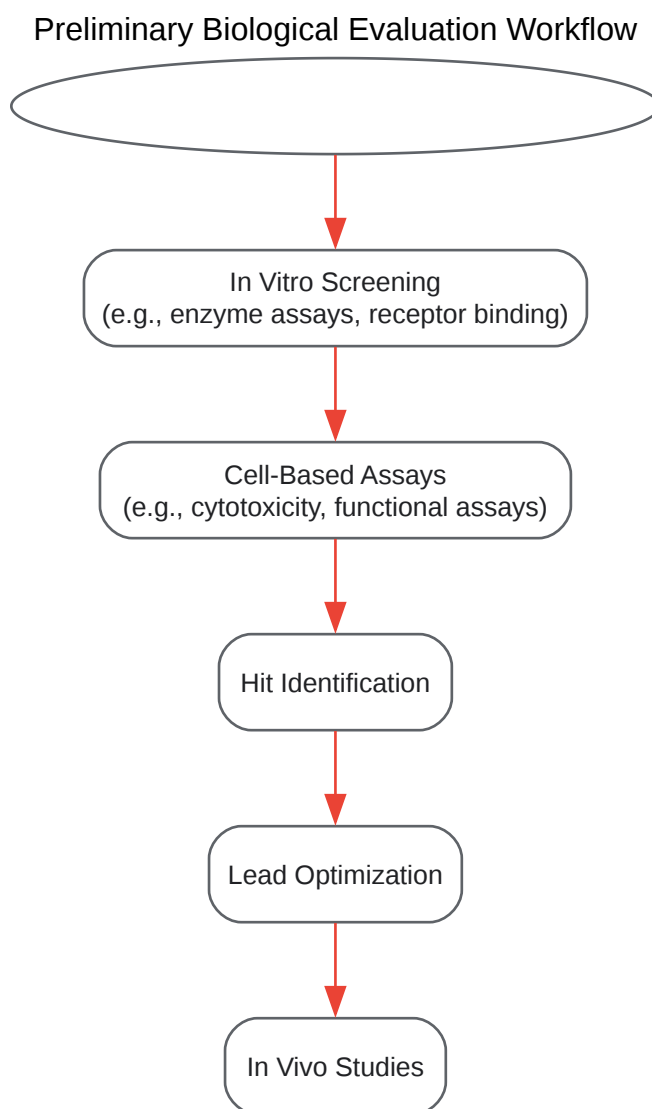 Preliminary Biological Evaluation Workflow
In Vitro Screening
(e.g., enzyme assays, receptor binding)
Cell-Based Assays
(e.g., cytotoxicity, functional assays)
Hit Identification
Lead Optimization
In Vivo Studies